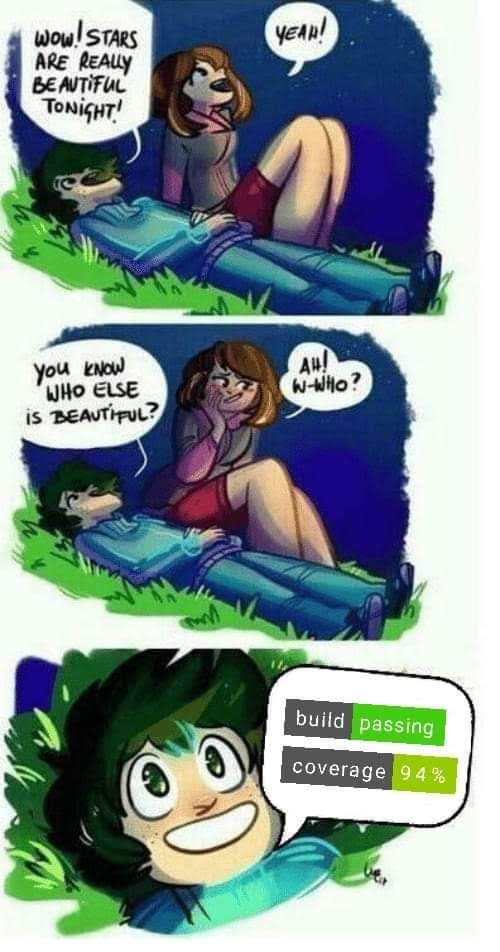 WOW! STARS
ARE REALLY
BEAUTiFUL
TONiGHT!
YEAH!
YOU KNOW
WHO ELSE
iS BEAUTiFUL?
AH!
W-WHO?
build passing
coverage 94%